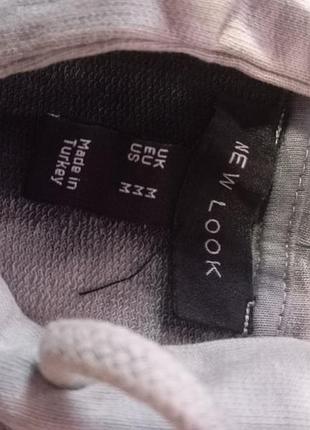 NEW LOOK
UK M
EU M
US M
Made in
Turkey